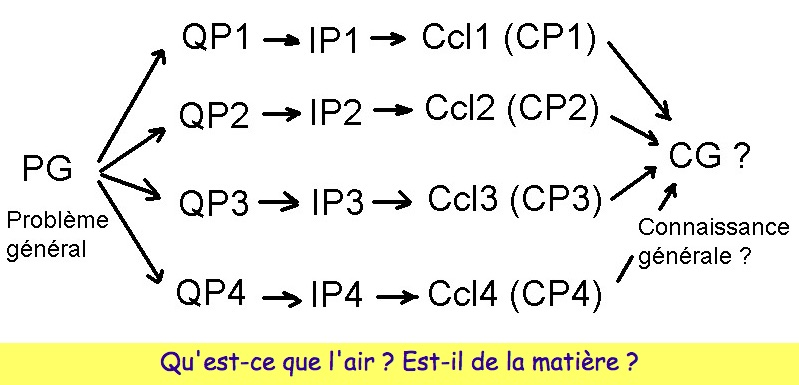 QP1 → IP1 → Ccl1 (CP1)
QP2 → IP2 → Ccl2 (CP2)
PG
CG ?
QP3 → IP3 → Ccl3 (CP3)
Problème
général
Connaissance
générale ?
QP4 → IP4 → Ccl4 (CP4)
Qu'est-ce que l'air ? Est-il de la matière ?